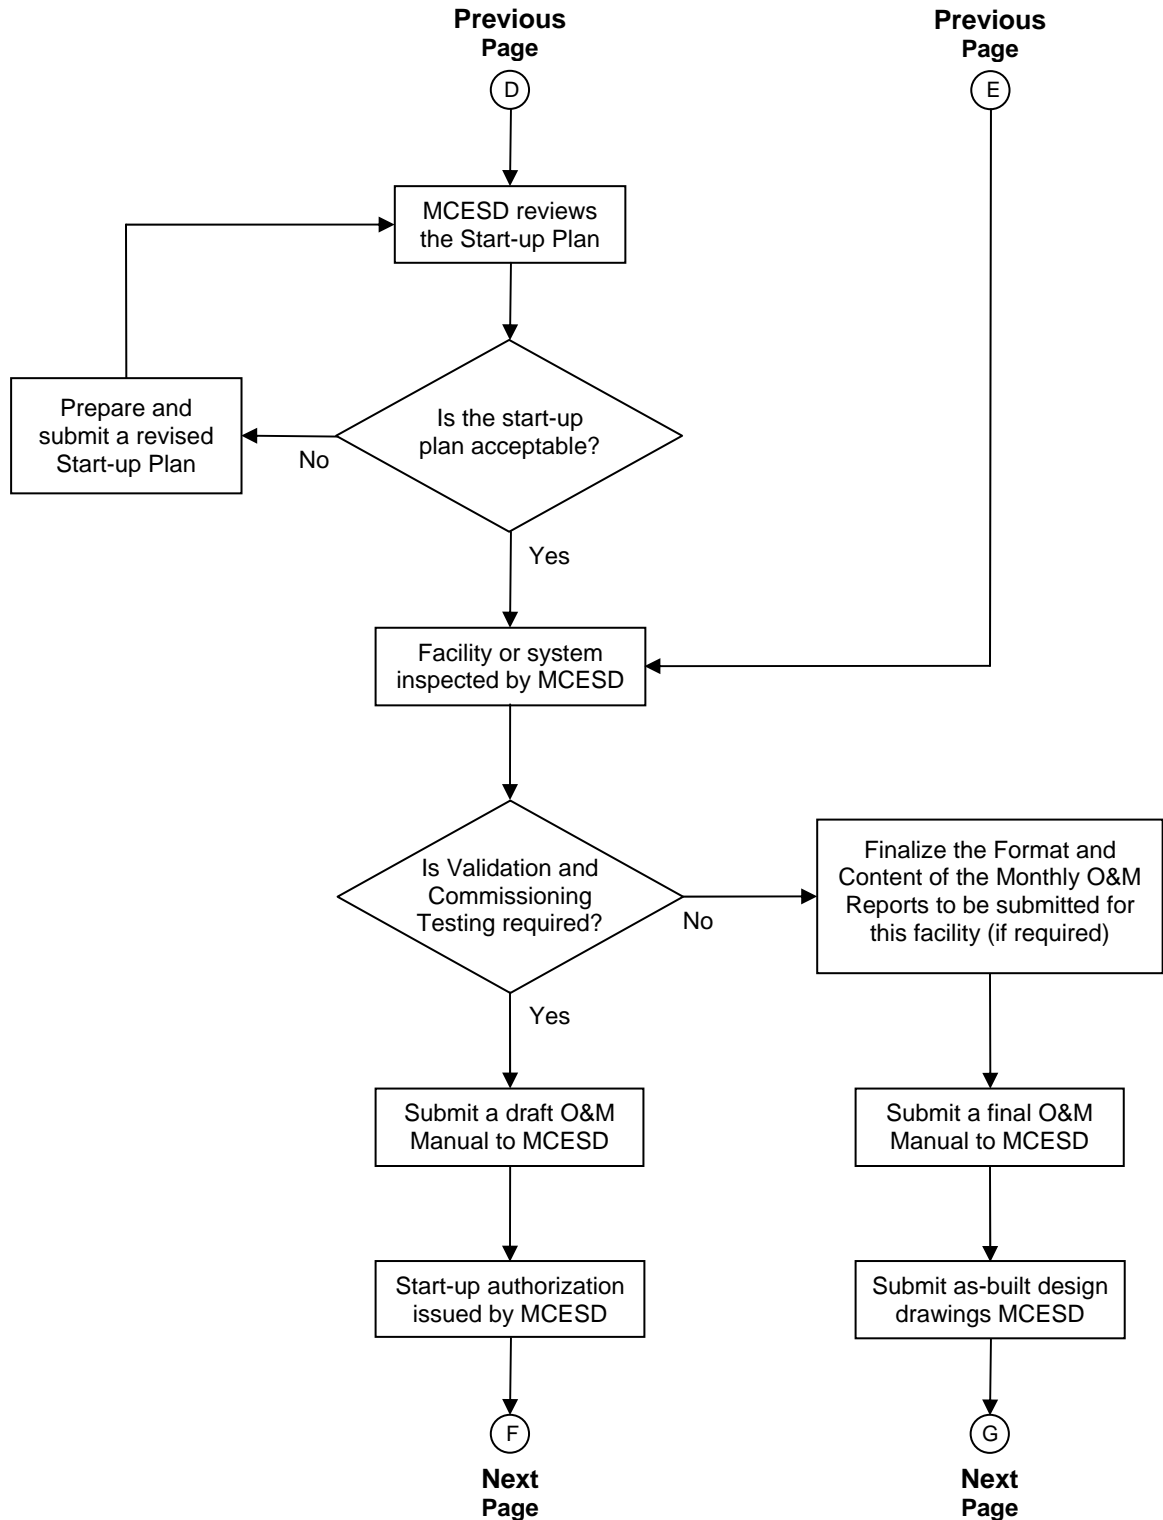 Previous
Page
D
Previous
Page
E
MCESD reviews
the Start-up Plan
Prepare and
submit a revised
Start-up Plan
No
Is the start-up
plan acceptable?
Yes
Facility or system
inspected by MCESD
Is Validation and
Commissioning
Testing required?
No
Finalize the Format and
Content of the Monthly O&M
Reports to be submitted for
this facility (if required)
Yes
Submit a draft O&M
Manual to MCESD
Submit a final O&M
Manual to MCESD
Start-up authorization
issued by MCESD
Submit as-built design
drawings MCESD
F
Next
Page
G
Next
Page